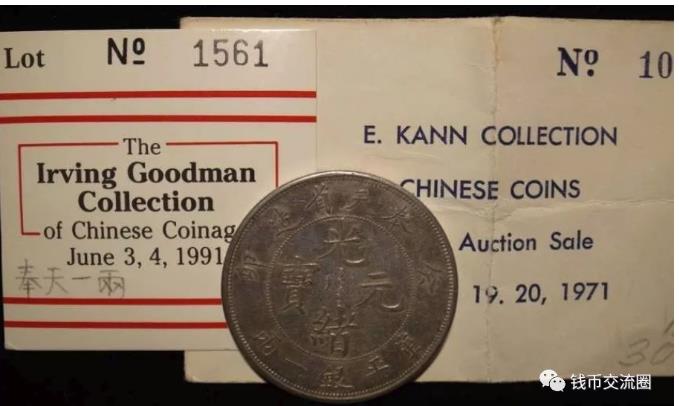 Lot Nº 1561
The
Irving Goodman
Collection
of Chinese Coinag
June 3, 4, 1991
奉天一兩
Nº 10
E. KANN COLLECTION
CHINESE COINS
Auction Sale
19. 20, 1971
光緒元寶
銀一兩
钱币交流圈